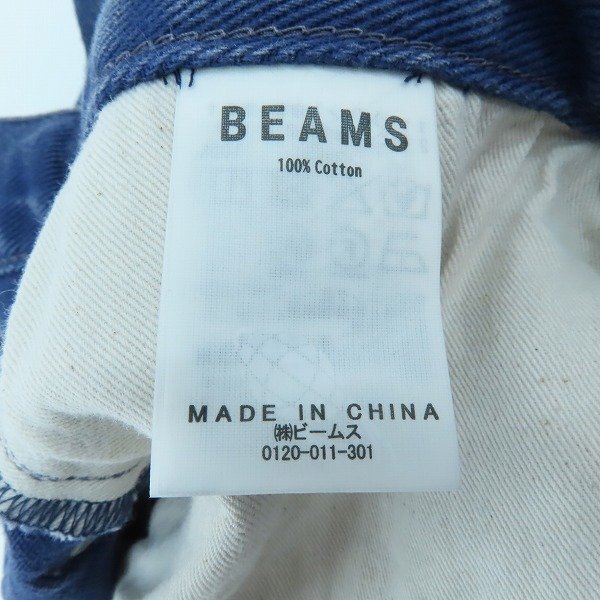 BEAMS
100% Cotton
MADE IN CHINA
㈱ビームス
0120-011-301